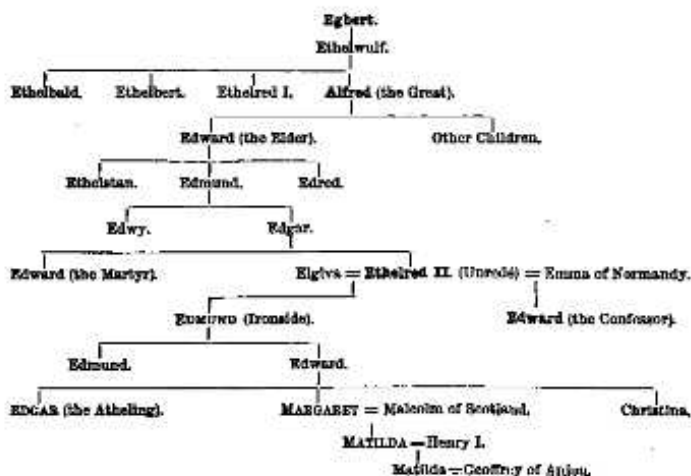 Egbert.
Ethelwulf.
Ethelbald. Ethelbert. Ethelred I. Alfred (the Great).
Edward (the Elder). Other Children.
Ethelstan. Edmund. Edred.
Edwy. Edgar.
Edward (the Martyr). Elgiva = Ethelred II. (Unrede) = Emma of Normandy.
EDMUND (Ironside). Edward (the Confessor).
Edmund. Edward.
EDGAR (the Atheling). MARGARET = Malcolm of Scotland. Christina.
MATILDA = Henry I.
Matilda = Geoffrey of Anjou.